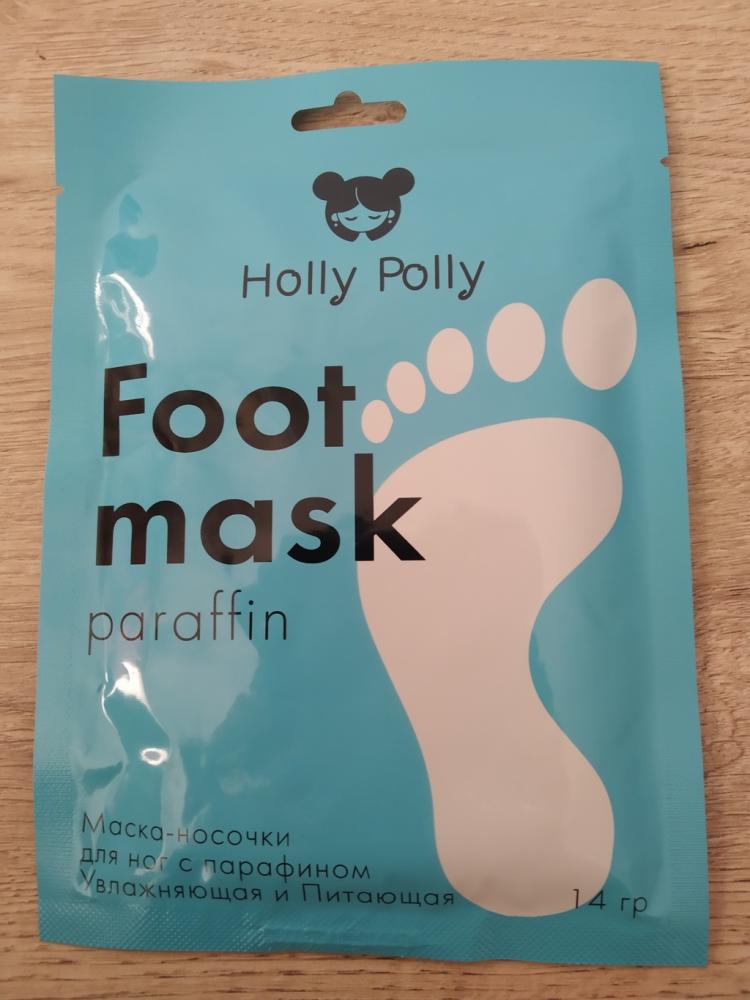 Holly Polly
Foot
mask
paraffin
Маска-носочки
для ног с парафином
Увлажняющая и Питающая
14 гр